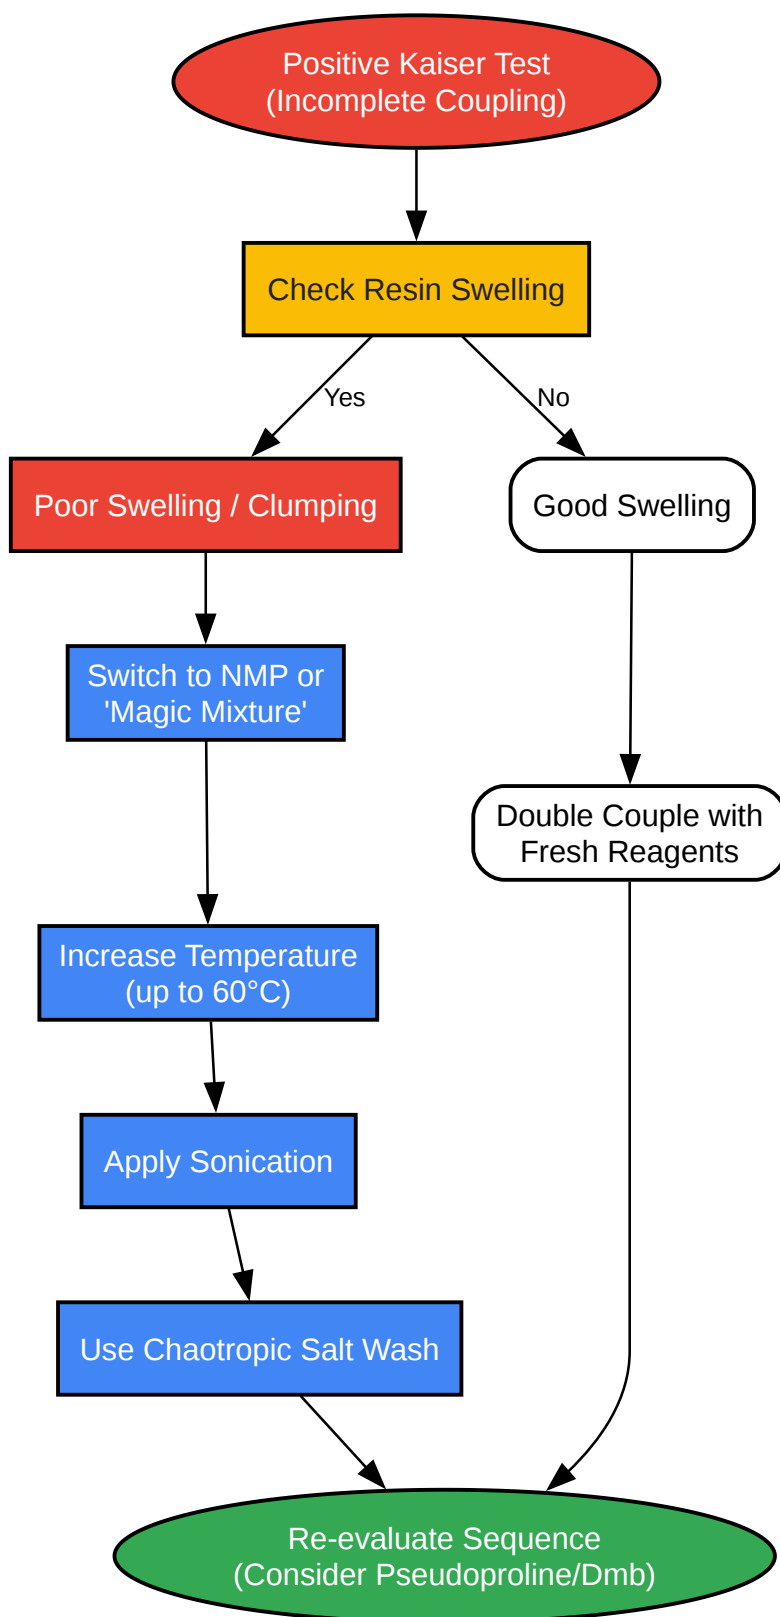 Positive Kaiser Test
(Incomplete Coupling)
Check Resin Swelling
Yes
No
Poor Swelling / Clumping
Good Swelling
Switch to NMP or
'Magic Mixture'
Double Couple with
Fresh Reagents
Increase Temperature
(up to 60°C)
Apply Sonication
Use Chaotropic Salt Wash
Re-evaluate Sequence
(Consider Pseudoproline/Dmb)